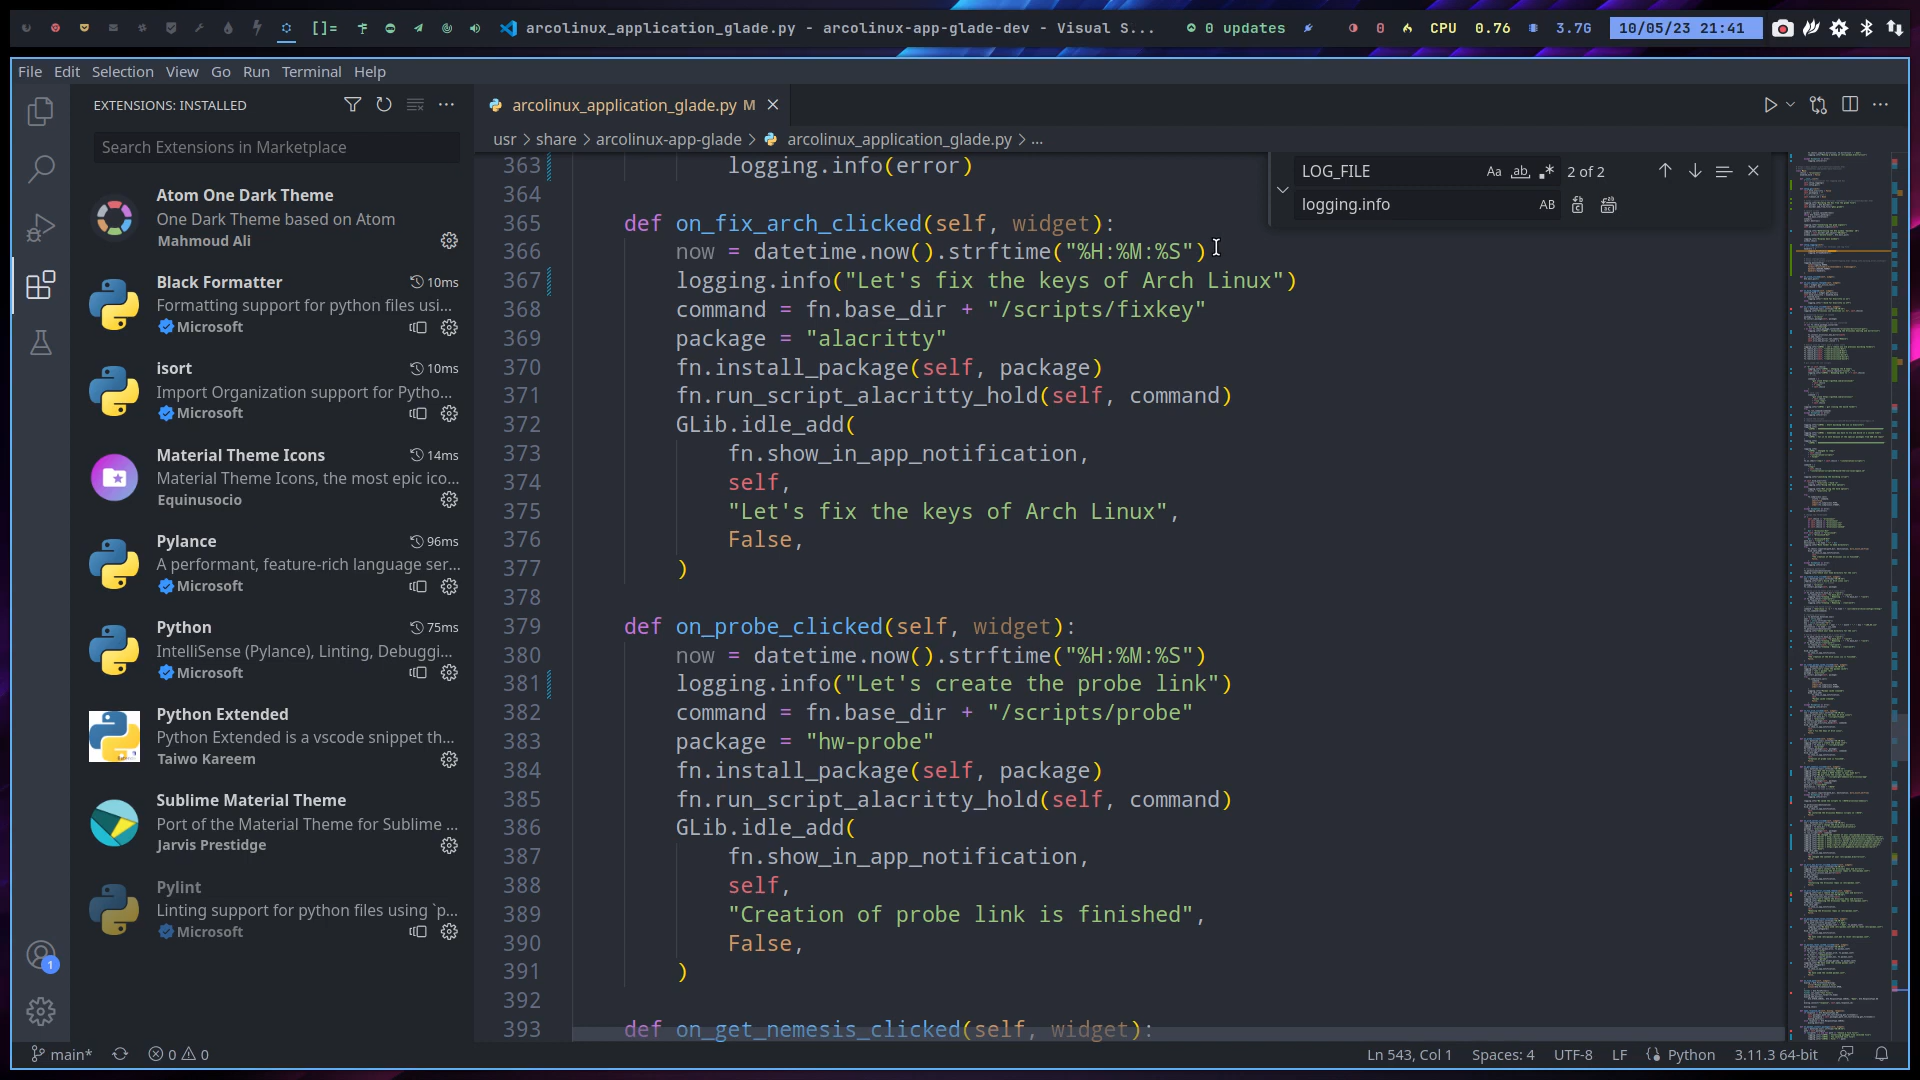 []=
arcolinux_application_glade.py - arcolinux-app-glade-dev - Visual S...
0 updates
0
CPU 0.76
3.7G
10/05/23 21:41
File Edit Selection View Go Run Terminal Help
EXTENSIONS: INSTALLED
Search Extensions in Marketplace
Atom One Dark Theme
One Dark Theme based on Atom
Mahmoud Ali
Black Formatter 10ms
Formatting support for python files usi...
Microsoft
isort 10ms
Import Organization support for Pytho...
Microsoft
Material Theme Icons 14ms
Material Theme Icons, the most epic ico...
Equinusocio
Pylance 96ms
A performant, feature-rich language ser...
Microsoft
Python 75ms
IntelliSense (Pylance), Linting, Debuggi...
Microsoft
Python Extended
Python Extended is a vscode snippet th...
Taiwo Kareem
Sublime Material Theme
Port of the Material Theme for Sublime ...
Jarvis Prestidge
Pylint
Linting support for python files using `p...
Microsoft
1
arcolinux_application_glade.py M
usr > share > arcolinux-app-glade > arcolinux_application_glade.py > ...
LOG_FILE Aa ab .* 2 of 2
logging.info AB
363 logging.info(error)
364
365 def on_fix_arch_clicked(self, widget):
366 now = datetime.now().strftime("%H:%M:%S")
367 logging.info("Let's fix the keys of Arch Linux")
368 command = fn.base_dir + "/scripts/fixkey"
369 package = "alacritty"
370 fn.install_package(self, package)
371 fn.run_script_alacritty_hold(self, command)
372 GLib.idle_add(
373 fn.show_in_app_notification,
374 self,
375 "Let's fix the keys of Arch Linux",
376 False,
377 )
378
379 def on_probe_clicked(self, widget):
380 now = datetime.now().strftime("%H:%M:%S")
381 logging.info("Let's create the probe link")
382 command = fn.base_dir + "/scripts/probe"
383 package = "hw-probe"
384 fn.install_package(self, package)
385 fn.run_script_alacritty_hold(self, command)
386 GLib.idle_add(
387 fn.show_in_app_notification,
388 self,
389 "Creation of probe link is finished",
390 False,
391 )
392
393 def on_get_nemesis_clicked(self, widget):
main* 0 0
Ln 543, Col 1 Spaces: 4 UTF-8 LF Python 3.11.3 64-bit